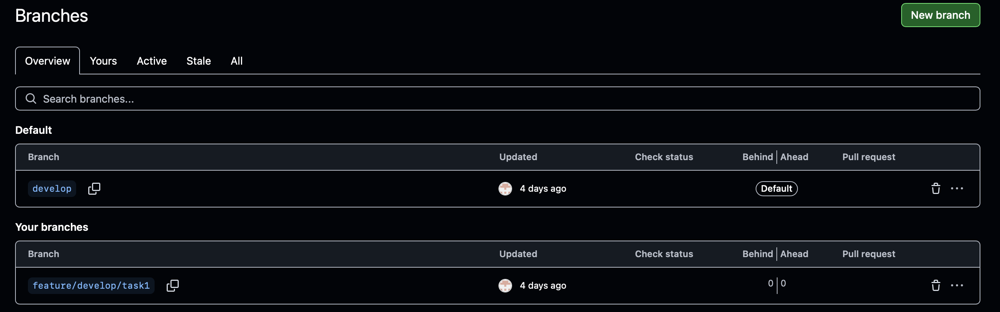 Branches
New branch
Overview Yours Active Stale All
Search branches...
Default
Branch Updated Check status Behind Ahead Pull request
develop 4 days ago Default
Your branches
Branch Updated Check status Behind Ahead Pull request
feature/develop/task1 4 days ago 0 0